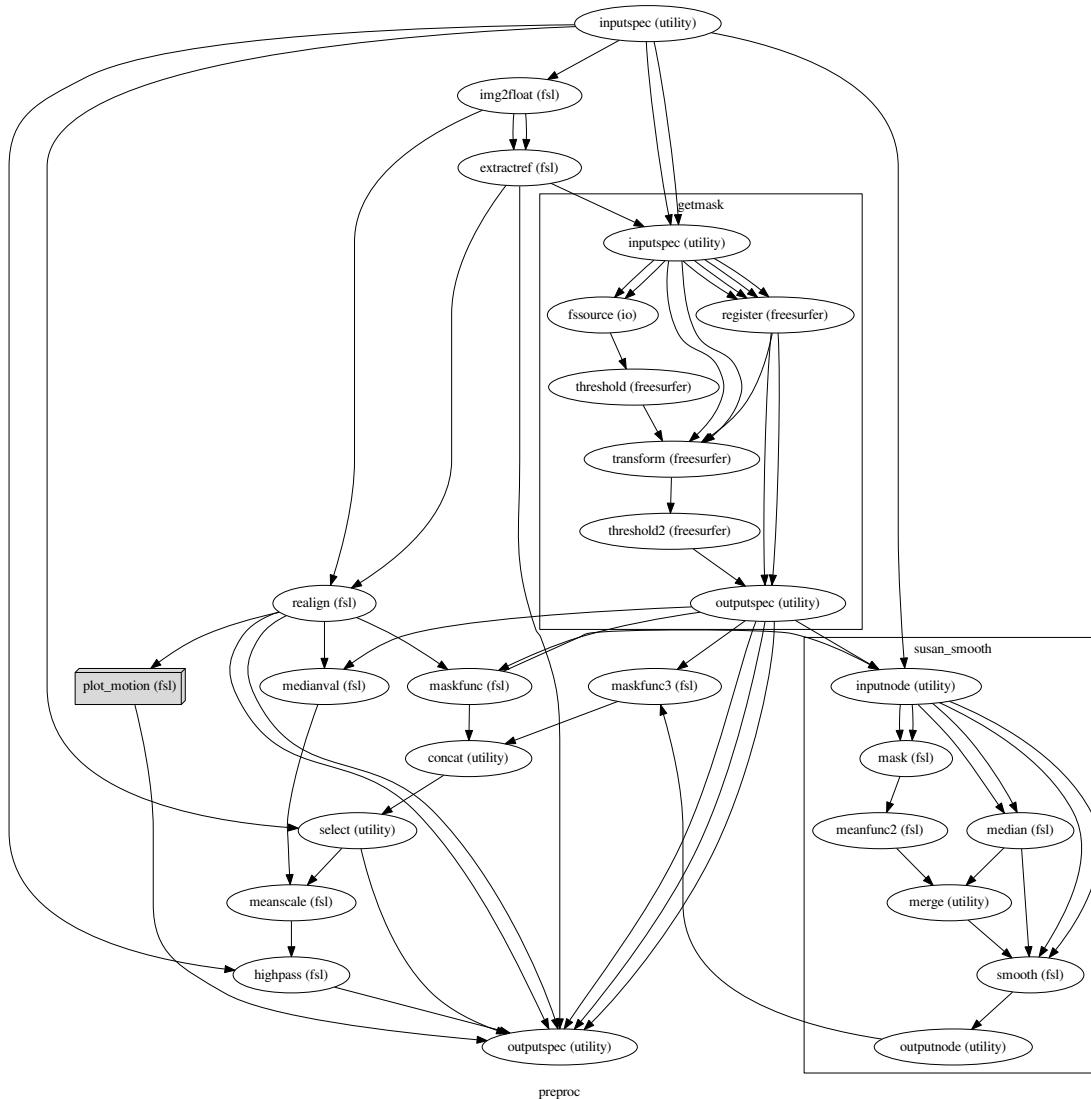 inputspec (utility)
img2float (fsl)
extractref (fsl)
getmask
inputspec (utility)
fssource (io)
register (freesurfer)
threshold (freesurfer)
transform (freesurfer)
threshold2 (freesurfer)
realign (fsl)
outputspec (utility)
susan_smooth
plot_motion (fsl)
medianval (fsl)
maskfunc (fsl)
maskfunc3 (fsl)
inputnode (utility)
concat (utility)
mask (fsl)
select (utility)
meanfunc2 (fsl)
median (fsl)
meanscale (fsl)
merge (utility)
highpass (fsl)
smooth (fsl)
outputspec (utility)
outputnode (utility)
preproc